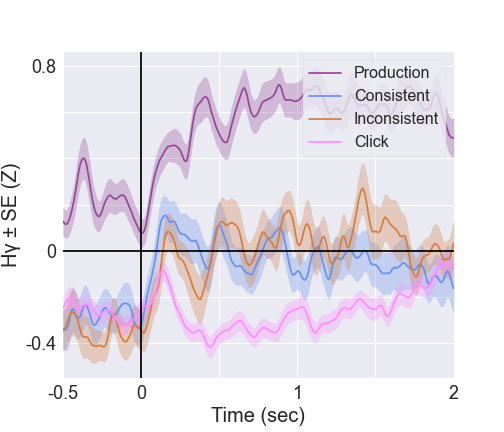 Production
Consistent
Inconsistent
Click
Hγ ± SE (Z)
0.8
0
-0.4
-0.5
0
1
2
Time (sec)